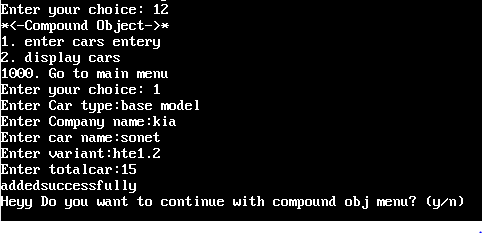 Enter your choice: 12
*<-Compound Object->*
1. enter cars entery
2. display cars
1000. Go to main menu
Enter your choice: 1
Enter Car type:base model
Enter Company name:kia
Enter car name:sonet
Enter variant:hte1.2
Enter totalcar:15
addedsuccessfully
Heyy Do you want to continue with compound obj menu? (y/n)